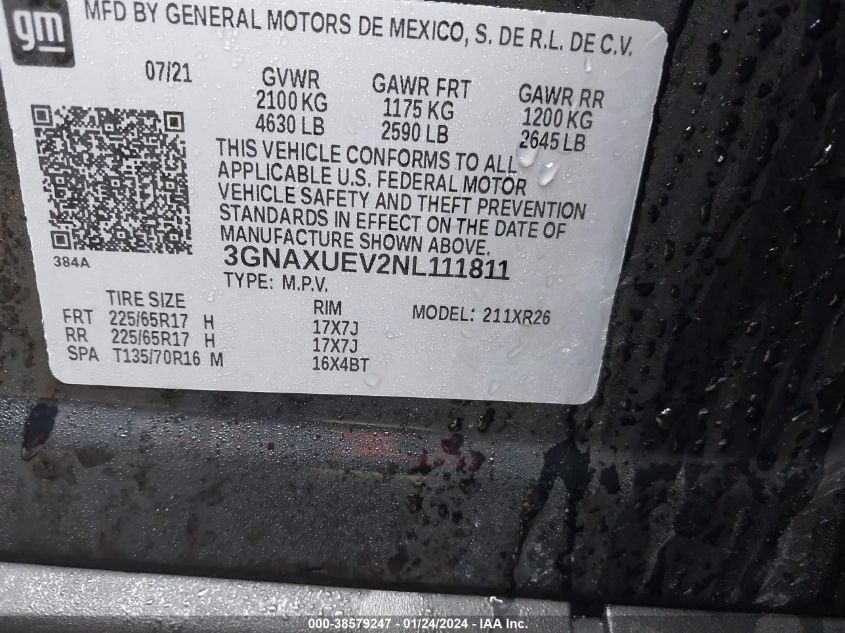 gm
MFD BY GENERAL MOTORS DE MEXICO, S. DE R.L. DE C.V.
07/21 GVWR GAWR FRT GAWR RR
2100 KG 1175 KG 1200 KG
4630 LB 2590 LB 2645 LB
THIS VEHICLE CONFORMS TO ALL
APPLICABLE U.S. FEDERAL MOTOR
VEHICLE SAFETY AND THEFT PREVENTION
STANDARDS IN EFFECT ON THE DATE OF
MANUFACTURE SHOWN ABOVE.
384A
3GNAXUEV2NL111811
TYPE: M.P.V.
TIRE SIZE RIM MODEL: 211XR26
FRT 225/65R17 H 17X7J
RR 225/65R17 H 17X7J
SPA T135/70R16 M 16X4BT
000-38579247 - 01/24/2024 - IAA Inc.